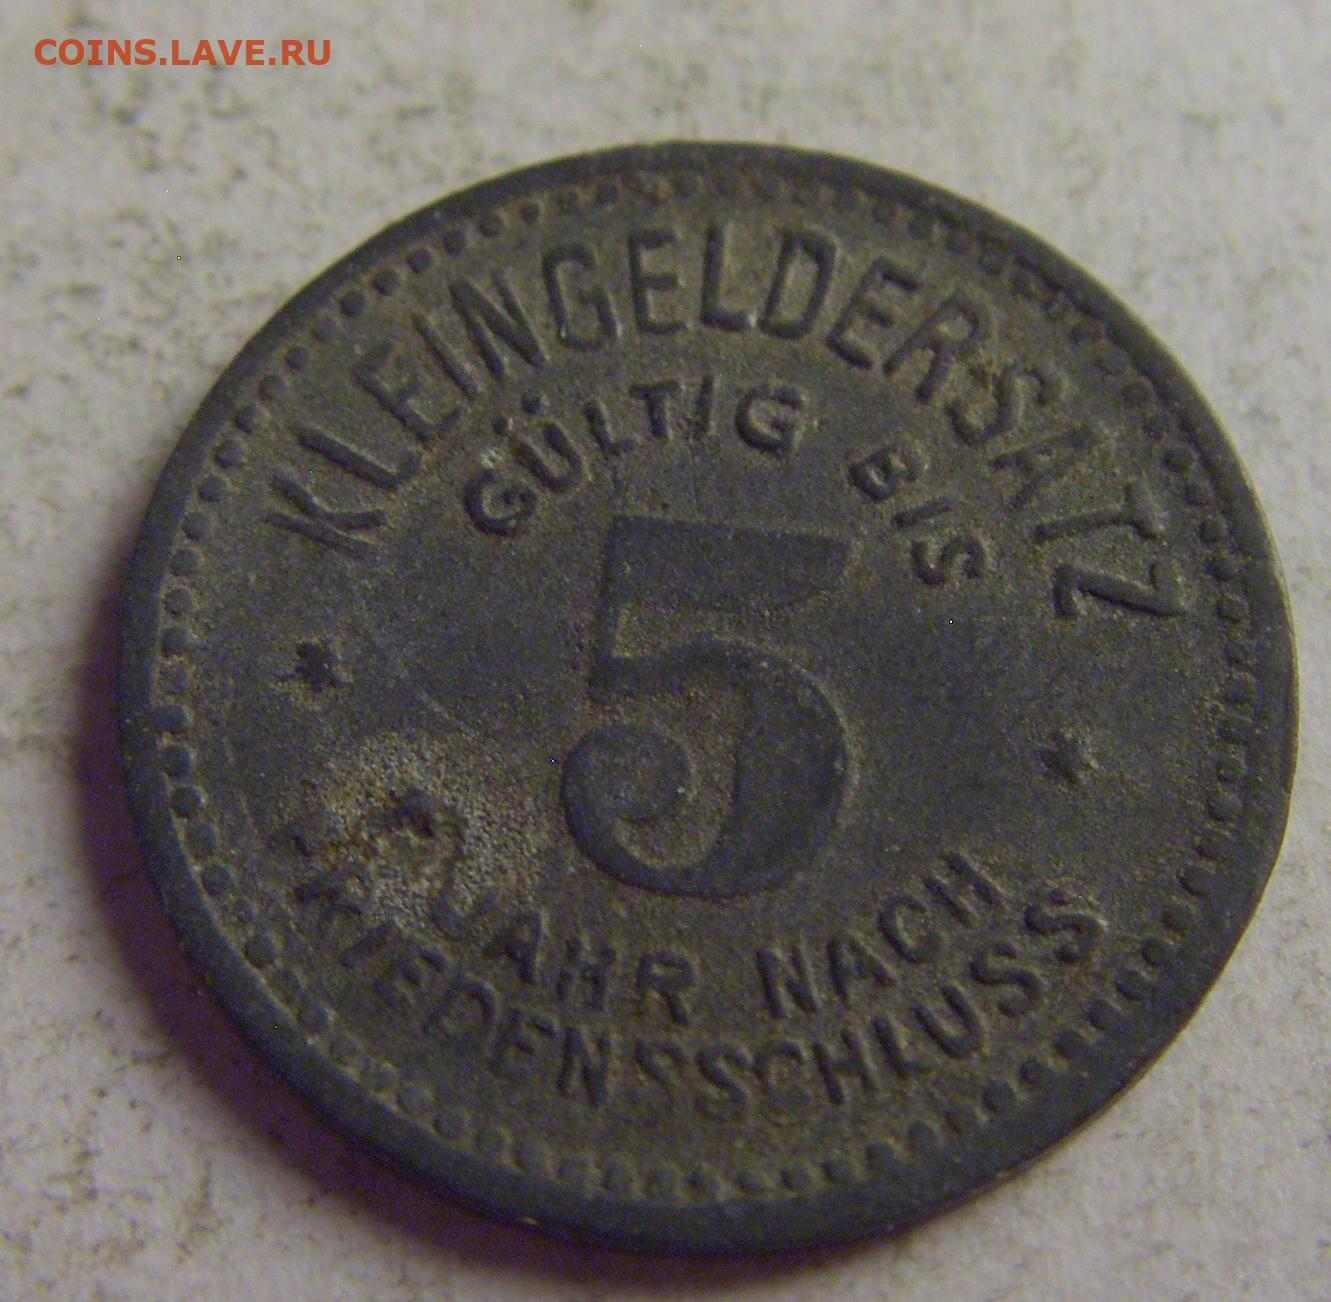 COINS.LAVE.RU
KLEINGELDERSATZ
GÜLTIG BIS
5
JAHR NACH
FRIEDENSSCHLUSS